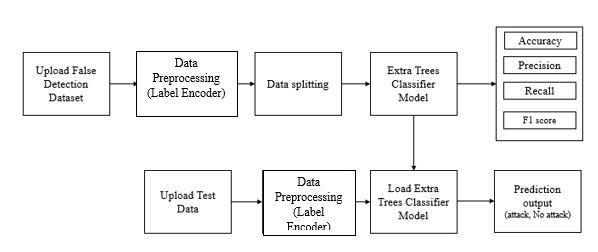 Upload False
Detection
Dataset
Data
Preprocessing
(Label Encoder)
Data splitting
Extra Trees
Classifier
Model
Accuracy
Precision
Recall
F1 score
Upload Test
Data
Data
Preprocessing
(Label
Encoder)
Load Extra
Trees Classifier
Model
Prediction
output
(attack, No attack)